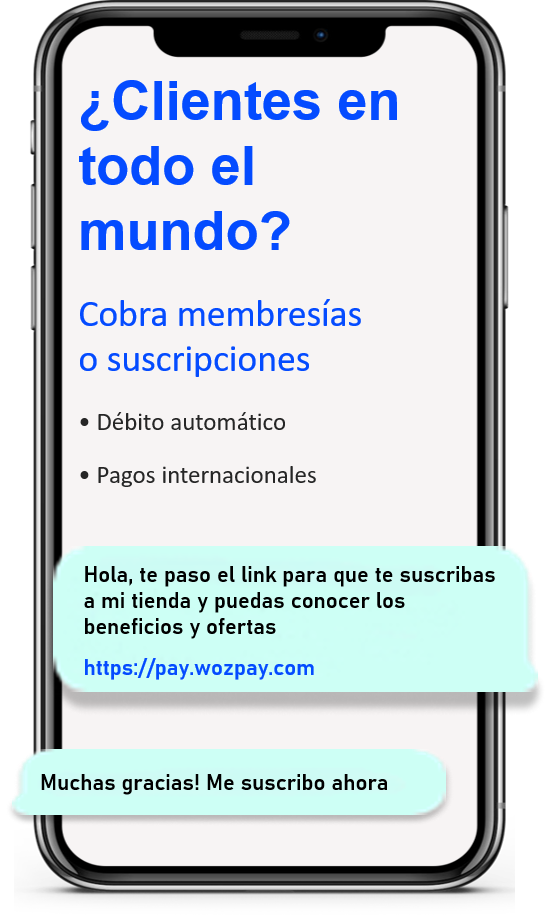 ¿Clientes en
todo el
mundo?
Cobra membresías
o suscripciones
• Débito automático
• Pagos internacionales
Hola, te paso el link para que te suscribas
a mi tienda y puedas conocer los
beneficios y ofertas
https://pay.wozpay.com
Muchas gracias! Me suscribo ahora